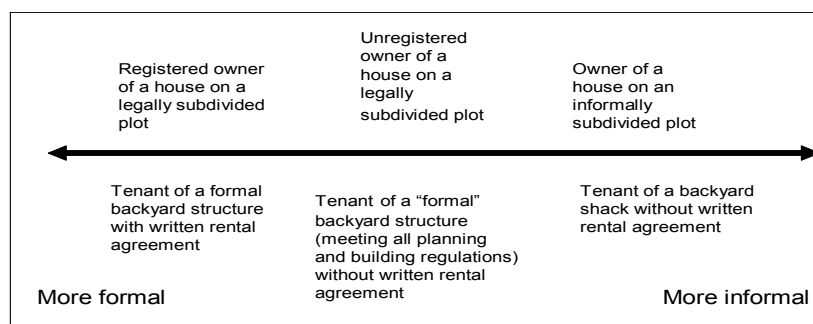 Registered owner
of a house on a
legally subdivided
plot
Unregistered
owner of a
house on a
legally
subdivided plot
Owner of a
house on an
informally
subdivided plot
Tenant of a formal
backyard structure
with written rental
agreement
Tenant of a “formal”
backyard structure
(meeting all planning
and building regulations)
without written rental
agreement
Tenant of a backyard
shack without written
rental agreement
More formal
More informal